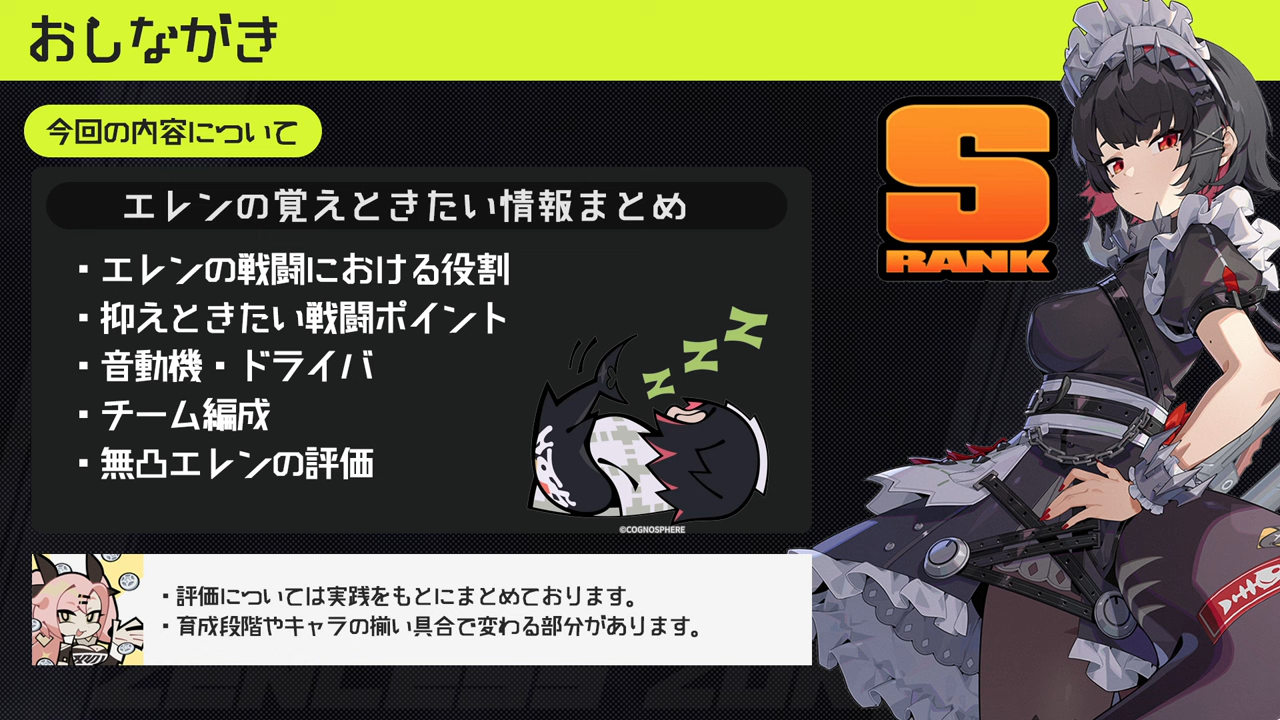 おしながき
今回の内容について
S
RANK
エレンの覚えときたい情報まとめ
・エレンの戦闘における役割
・抑えときたい戦闘ポイント
・音動機・ドライバ
・チーム編成
・無凸エレンの評価
Z Z Z
©COGNOSPHERE
・評価については実践をもとにまとめております。
・育成段階やキャラの揃い具合で変わる部分があります。
ZENLESS ZON